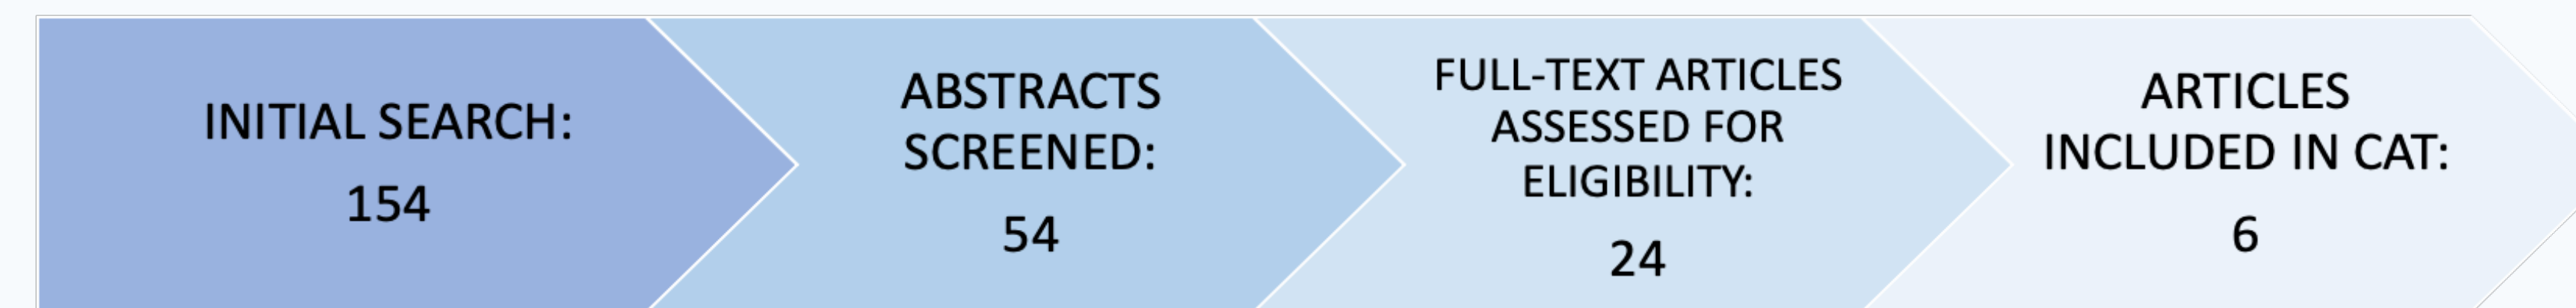 INITIAL SEARCH:
154
ABSTRACTS
SCREENED:
54
FULL-TEXT ARTICLES
ASSESSED FOR
ELIGIBILITY:
24
ARTICLES
INCLUDED IN CAT:
6